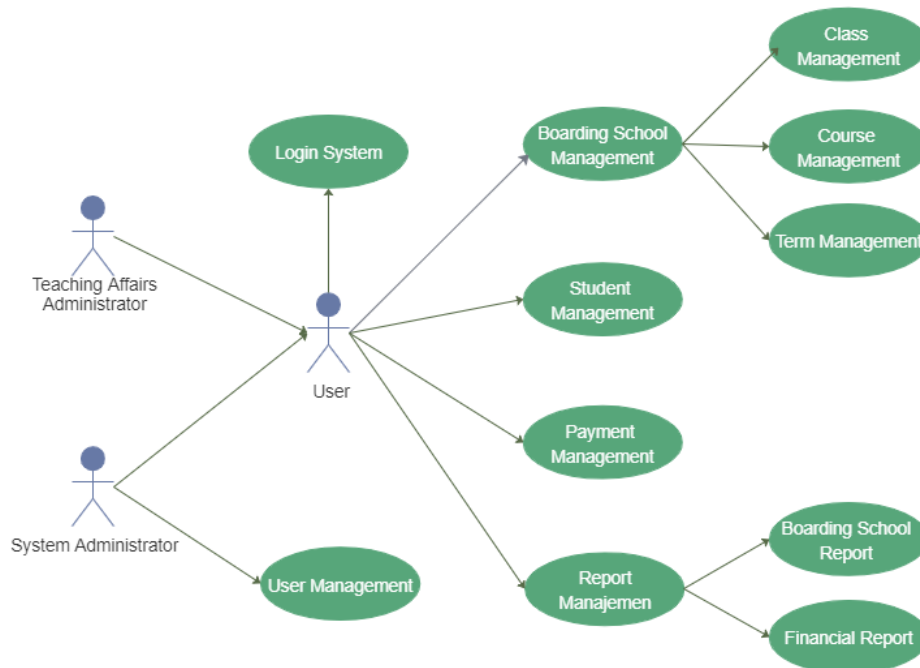 Class
Management
Login System
Boarding School
Management
Course
Management
Term Management
Teaching Affairs
Administrator
Student
Management
User
Payment
Management
System Administrator
User Management
Report
Manajemen
Boarding School
Report
Financial Report